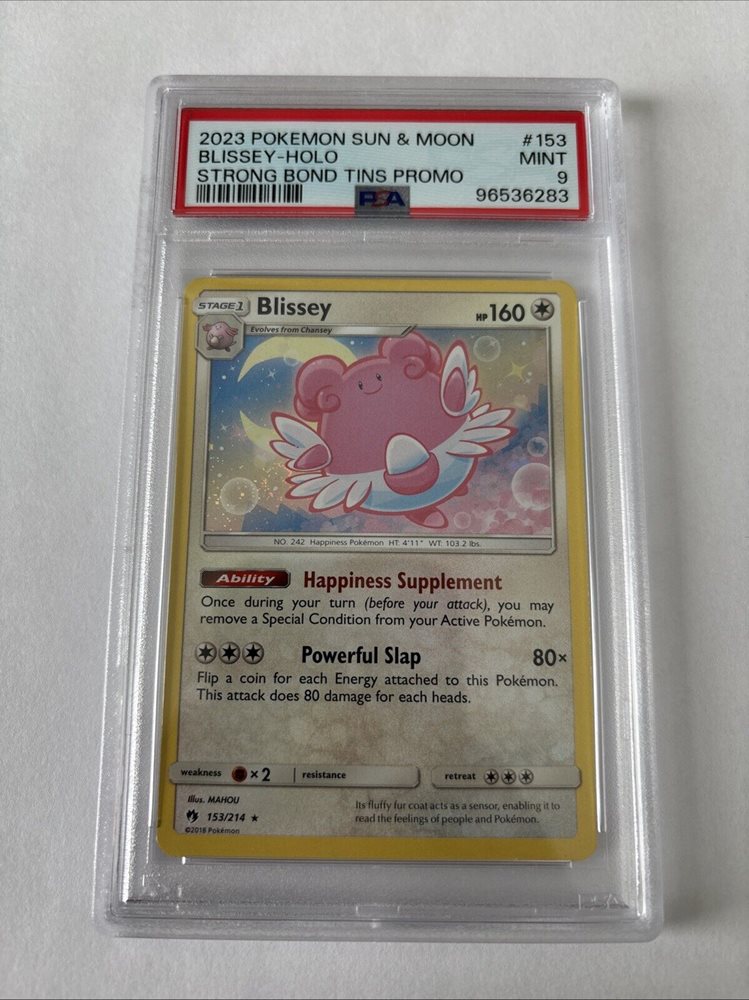 2023 POKEMON SUN & MOON #153
BLISSEY-HOLO MINT
STRONG BOND TINS PROMO 9
PSA 96536283
STAGE 1 Blissey HP 160
Evolves from Chansey
NO. 242 Happiness Pokémon HT: 4'11" WT: 103.2 lbs.
Ability Happiness Supplement
Once during your turn (before your attack), you may
remove a Special Condition from your Active Pokémon.
Powerful Slap 80×
Flip a coin for each Energy attached to this Pokémon.
This attack does 80 damage for each heads.
weakness ×2 resistance retreat
Illus. MAHOU
153/214 ★
©2018 Pokémon
Its fluffy fur coat acts as a sensor, enabling it to
read the feelings of people and Pokémon.
PSA